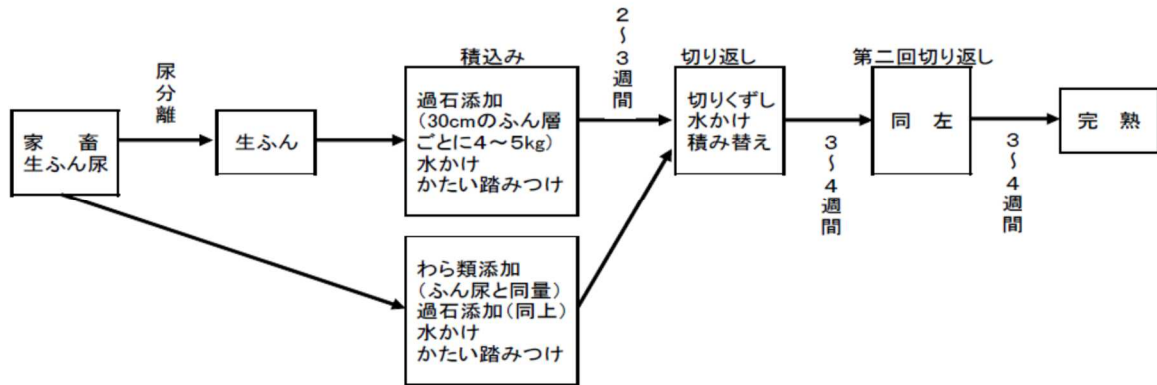 家　畜
生ふん尿
尿分離
生ふん
積込み
過石添加
（30cmのふん層
ごとに４～５kg）
水かけ
かたい踏みつけ
わら類添加
（ふん尿と同量）
過石添加（同上）
水かけ
かたい踏みつけ
２～３週間
切り返し
切りくずし
水かけ
積み替え
３～４週間
第二回切り返し
同　左
３～４週間
完　熟